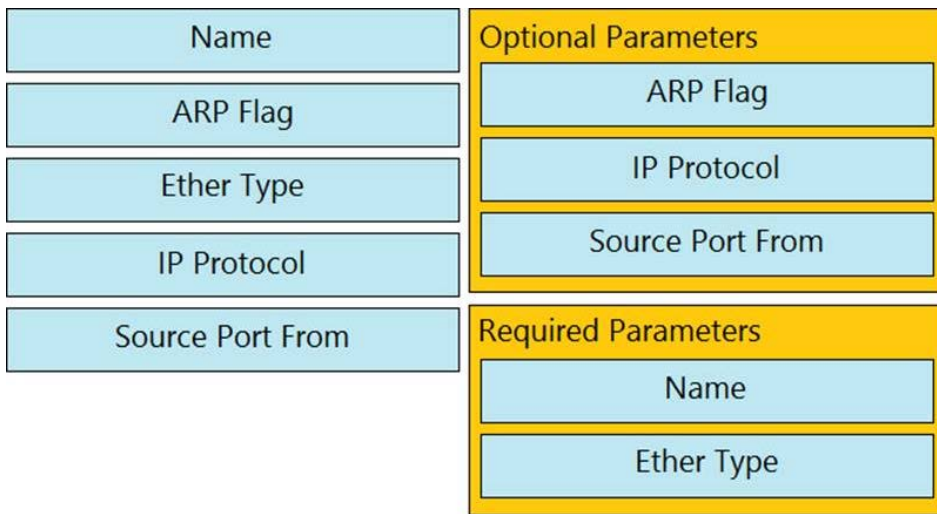 Name
ARP Flag
Ether Type
IP Protocol
Source Port From
Optional Parameters
ARP Flag
IP Protocol
Source Port From
Required Parameters
Name
Ether Type